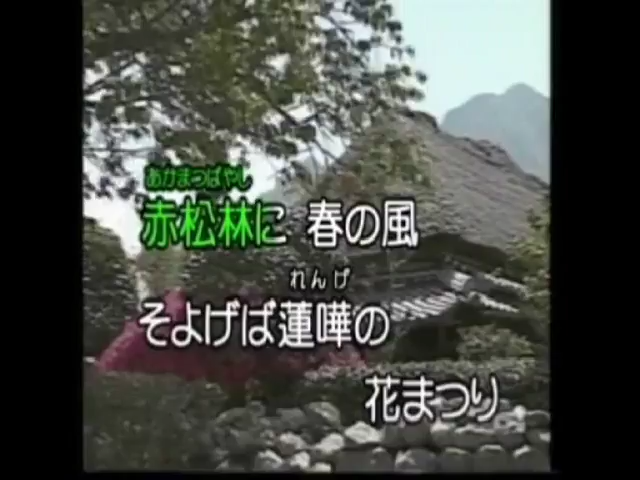 あかまつばやし
赤松林に 春の風
れんげ
そよげば蓮嘩の
花まつり